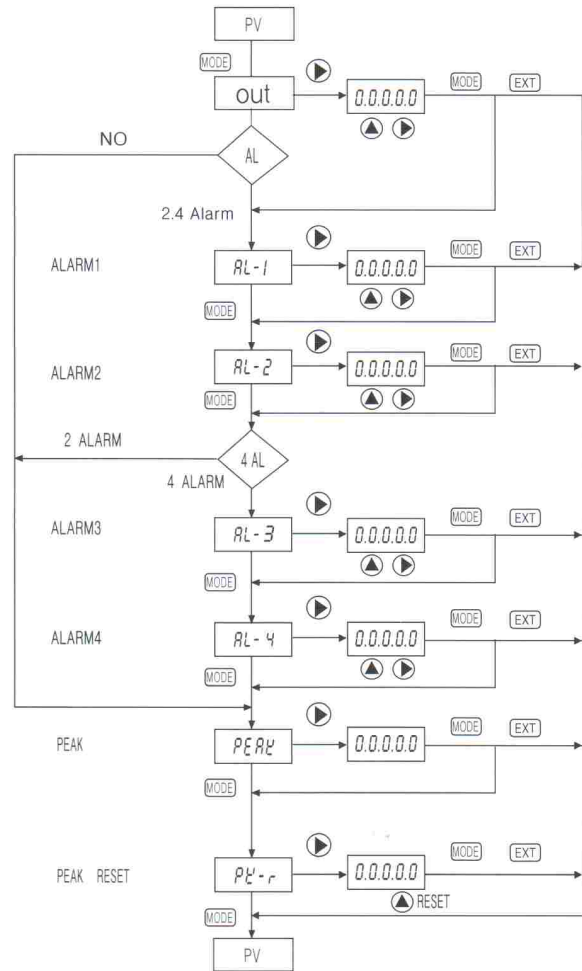 PV
MODE
out
0.0.0.0.0
MODE EXT
NO
AL
2.4 Alarm
ALARM1
AL-1
0.0.0.0.0
MODE EXT
MODE
ALARM2
AL-2
0.0.0.0.0
MODE EXT
MODE
2 ALARM
4 AL
4 ALARM
ALARM3
AL-3
0.0.0.0.0
MODE EXT
MODE
ALARM4
AL-4
0.0.0.0.0
MODE EXT
MODE
PEAK
PEAK
0.0.0.0.0
MODE EXT
MODE
PEAK RESET
PK-r
0.0.0.0.0
MODE EXT
RESET
MODE
PV